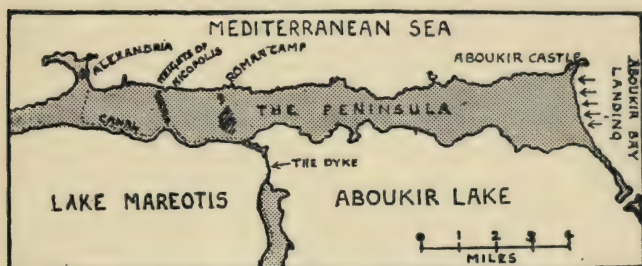 MEDITERRANEAN SEA
ALEXANDRIA
HEIGHTS OF
NICOPOLIS
ROMAN CAMP
ABOUKIR CASTLE
ABOUKIR BAY
LANDING
THE PENINSULA
CANAL
THE DYKE
LAKE MAREOTIS
ABOUKIR LAKE
0 1 2 3 4
MILES